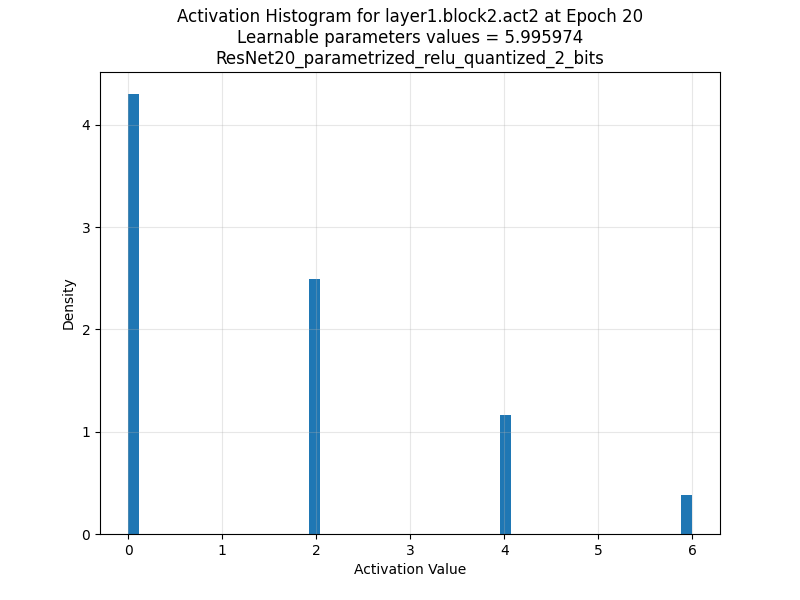 Activation Histogram for layer1.block2.act2 at Epoch 20
Learnable parameters values = 5.995974
ResNet20_parametrized_relu_quantized_2_bits
4
3
2
1
0
Density
0 1 2 3 4 5 6
Activation Value